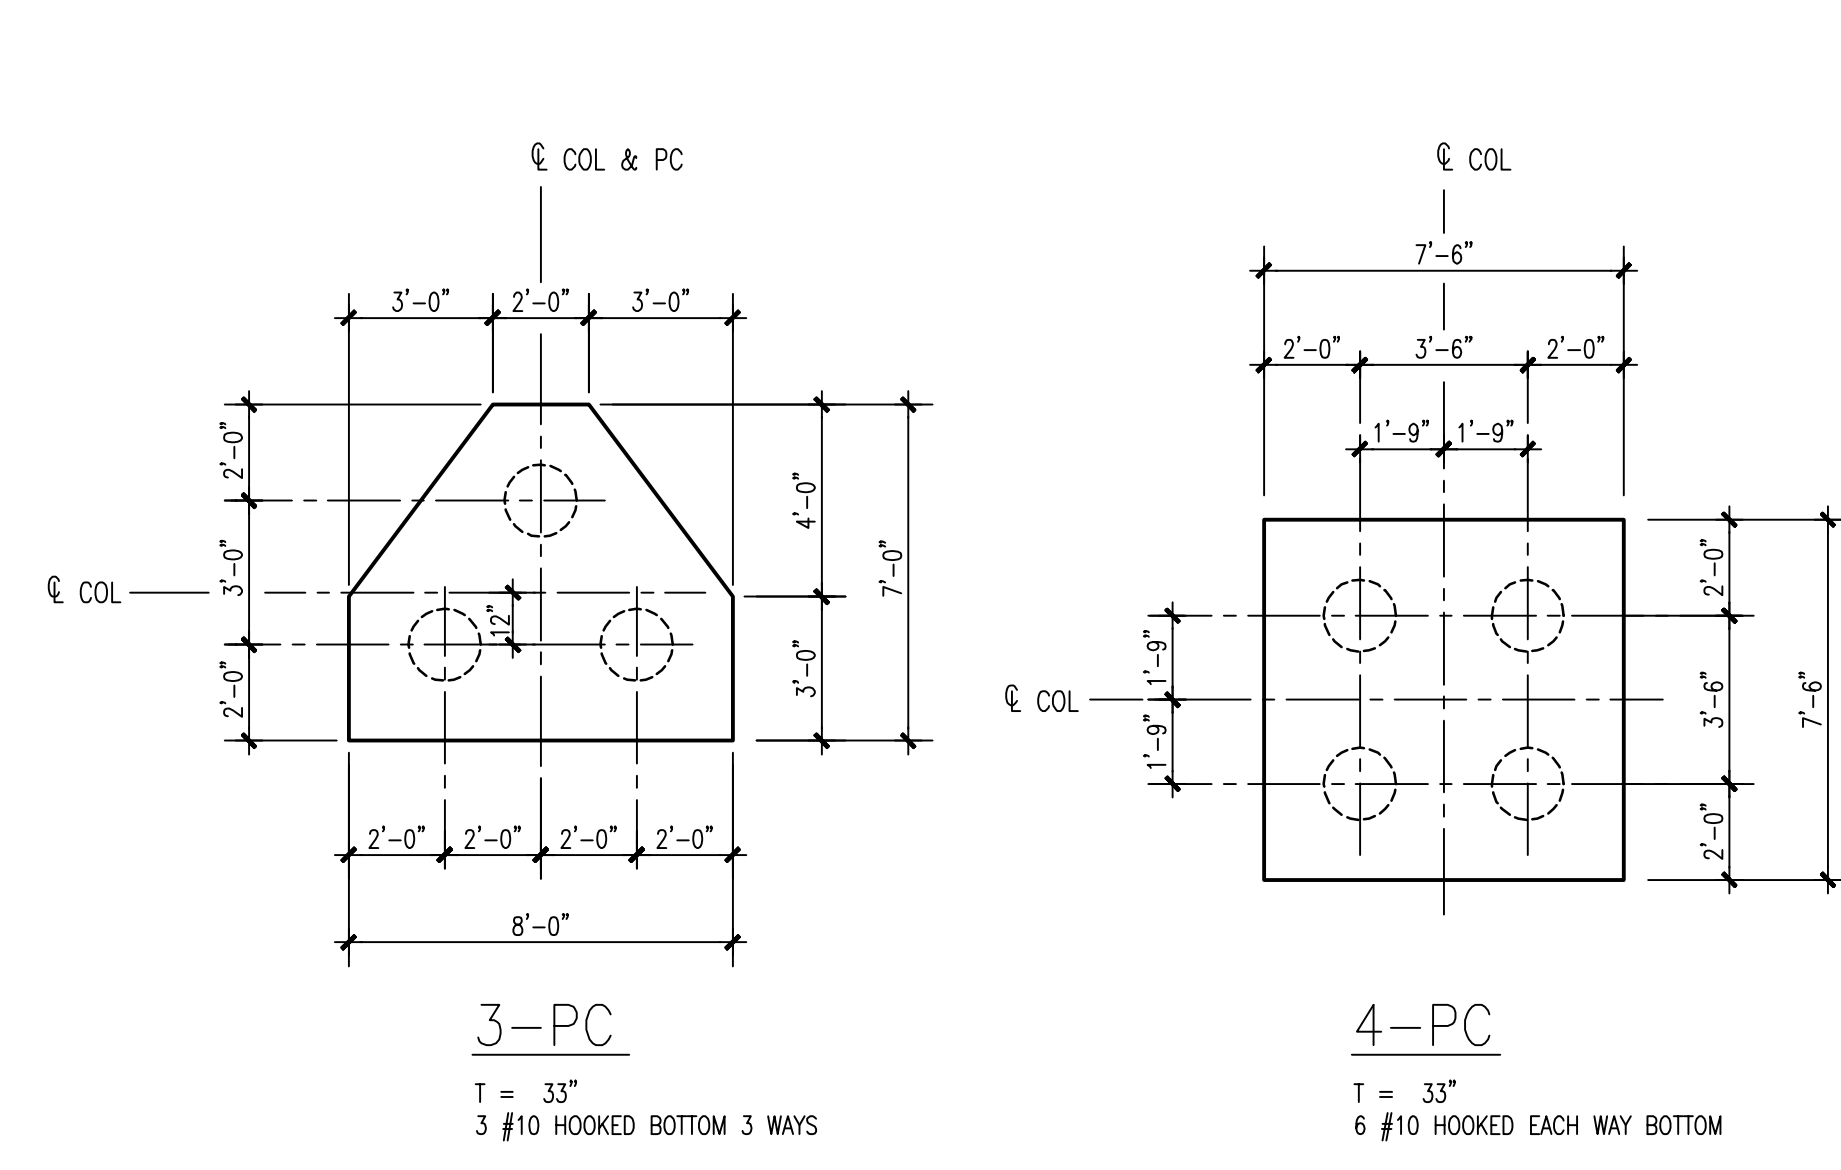 ℄ COL & PC
3'-0" 2'-0" 3'-0"
2'-0"
3'-0"
2'-0"
℄ COL
12"
4'-0"
3'-0"
7'-0"
2'-0" 2'-0" 2'-0" 2'-0"
8'-0"
3-PC
T = 33"
3 #10 HOOKED BOTTOM 3 WAYS
℄ COL
7'-6"
2'-0" 3'-6" 2'-0"
1'-9" 1'-9"
℄ COL
1'-9"
1'-9"
2'-0"
3'-6"
2'-0"
7'-6"
4-PC
T = 33"
6 #10 HOOKED EACH WAY BOTTOM